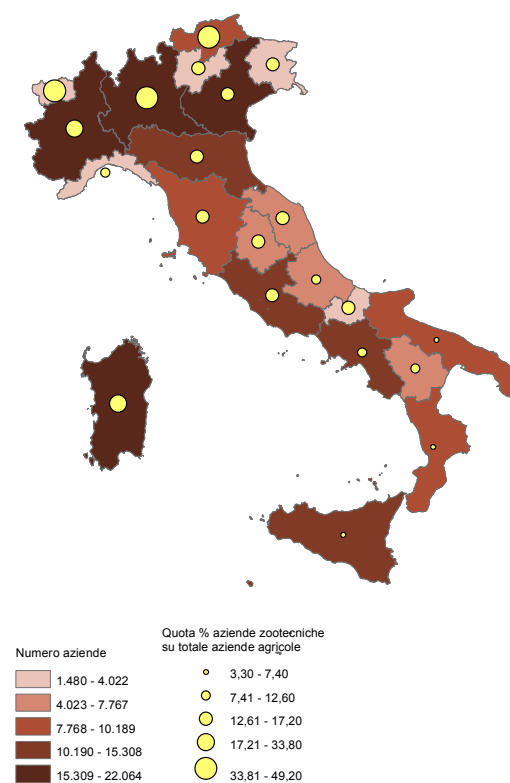 Numero aziende
1.480 - 4.022
4.023 - 7.767
7.768 - 10.189
10.190 - 15.308
15.309 - 22.064
Quota % aziende zootecniche
su totale aziende agricole
3,30 - 7,40
7,41 - 12,60
12,61 - 17,20
17,21 - 33,80
33,81 - 49,20